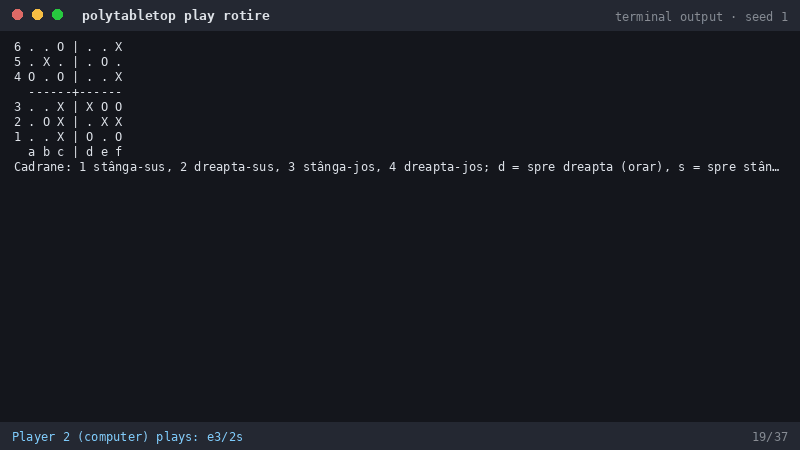 polytabletop play rotire
terminal output · seed 1
6 . . O | . . X
5 . X . | . O .
4 O . O | . . X
------+------
3 . . X | X O O
2 . O X | . X X
1 . . X | O . O
a b c | d e f
Cadrane: 1 stânga-sus, 2 dreapta-sus, 3 stânga-jos, 4 dreapta-jos; d = spre dreapta (orar), s = spre stân…
Player 2 (computer) plays: e3/2s
19/37